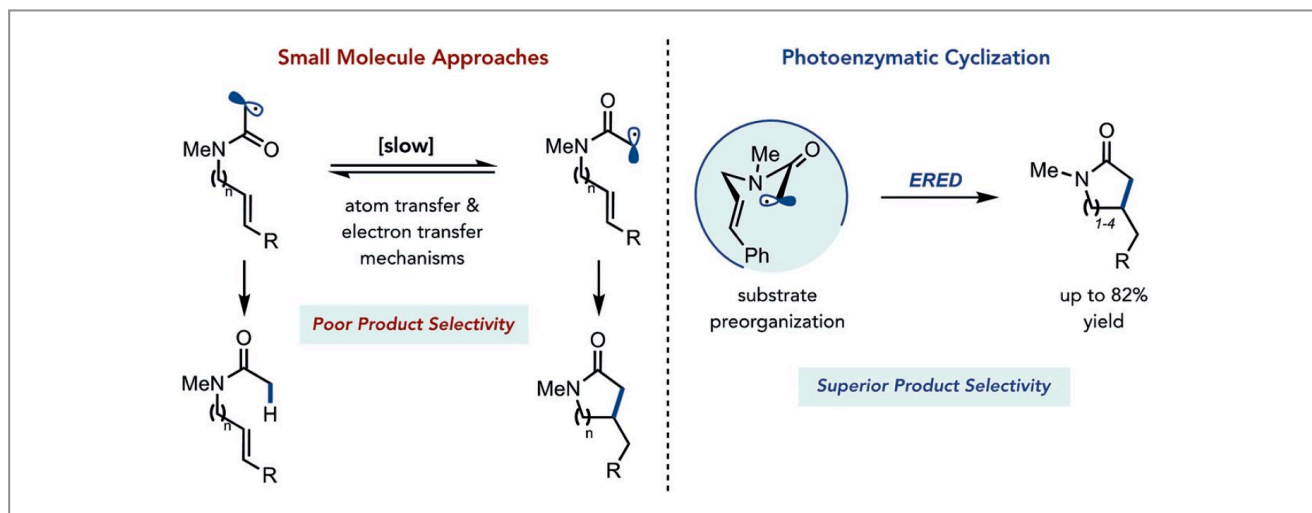 Small Molecule Approaches
O
MeN
n
R
[slow]
atom transfer &
electron transfer
mechanisms
O
MeN
n
R
Poor Product Selectivity
O
MeN
H
n
R
O
MeN
n
R
Photoenzymatic Cyclization
Me
O
N
Ph
substrate
preorganization
ERED
O
Me
N
1-4
R
up to 82%
yield
Superior Product Selectivity